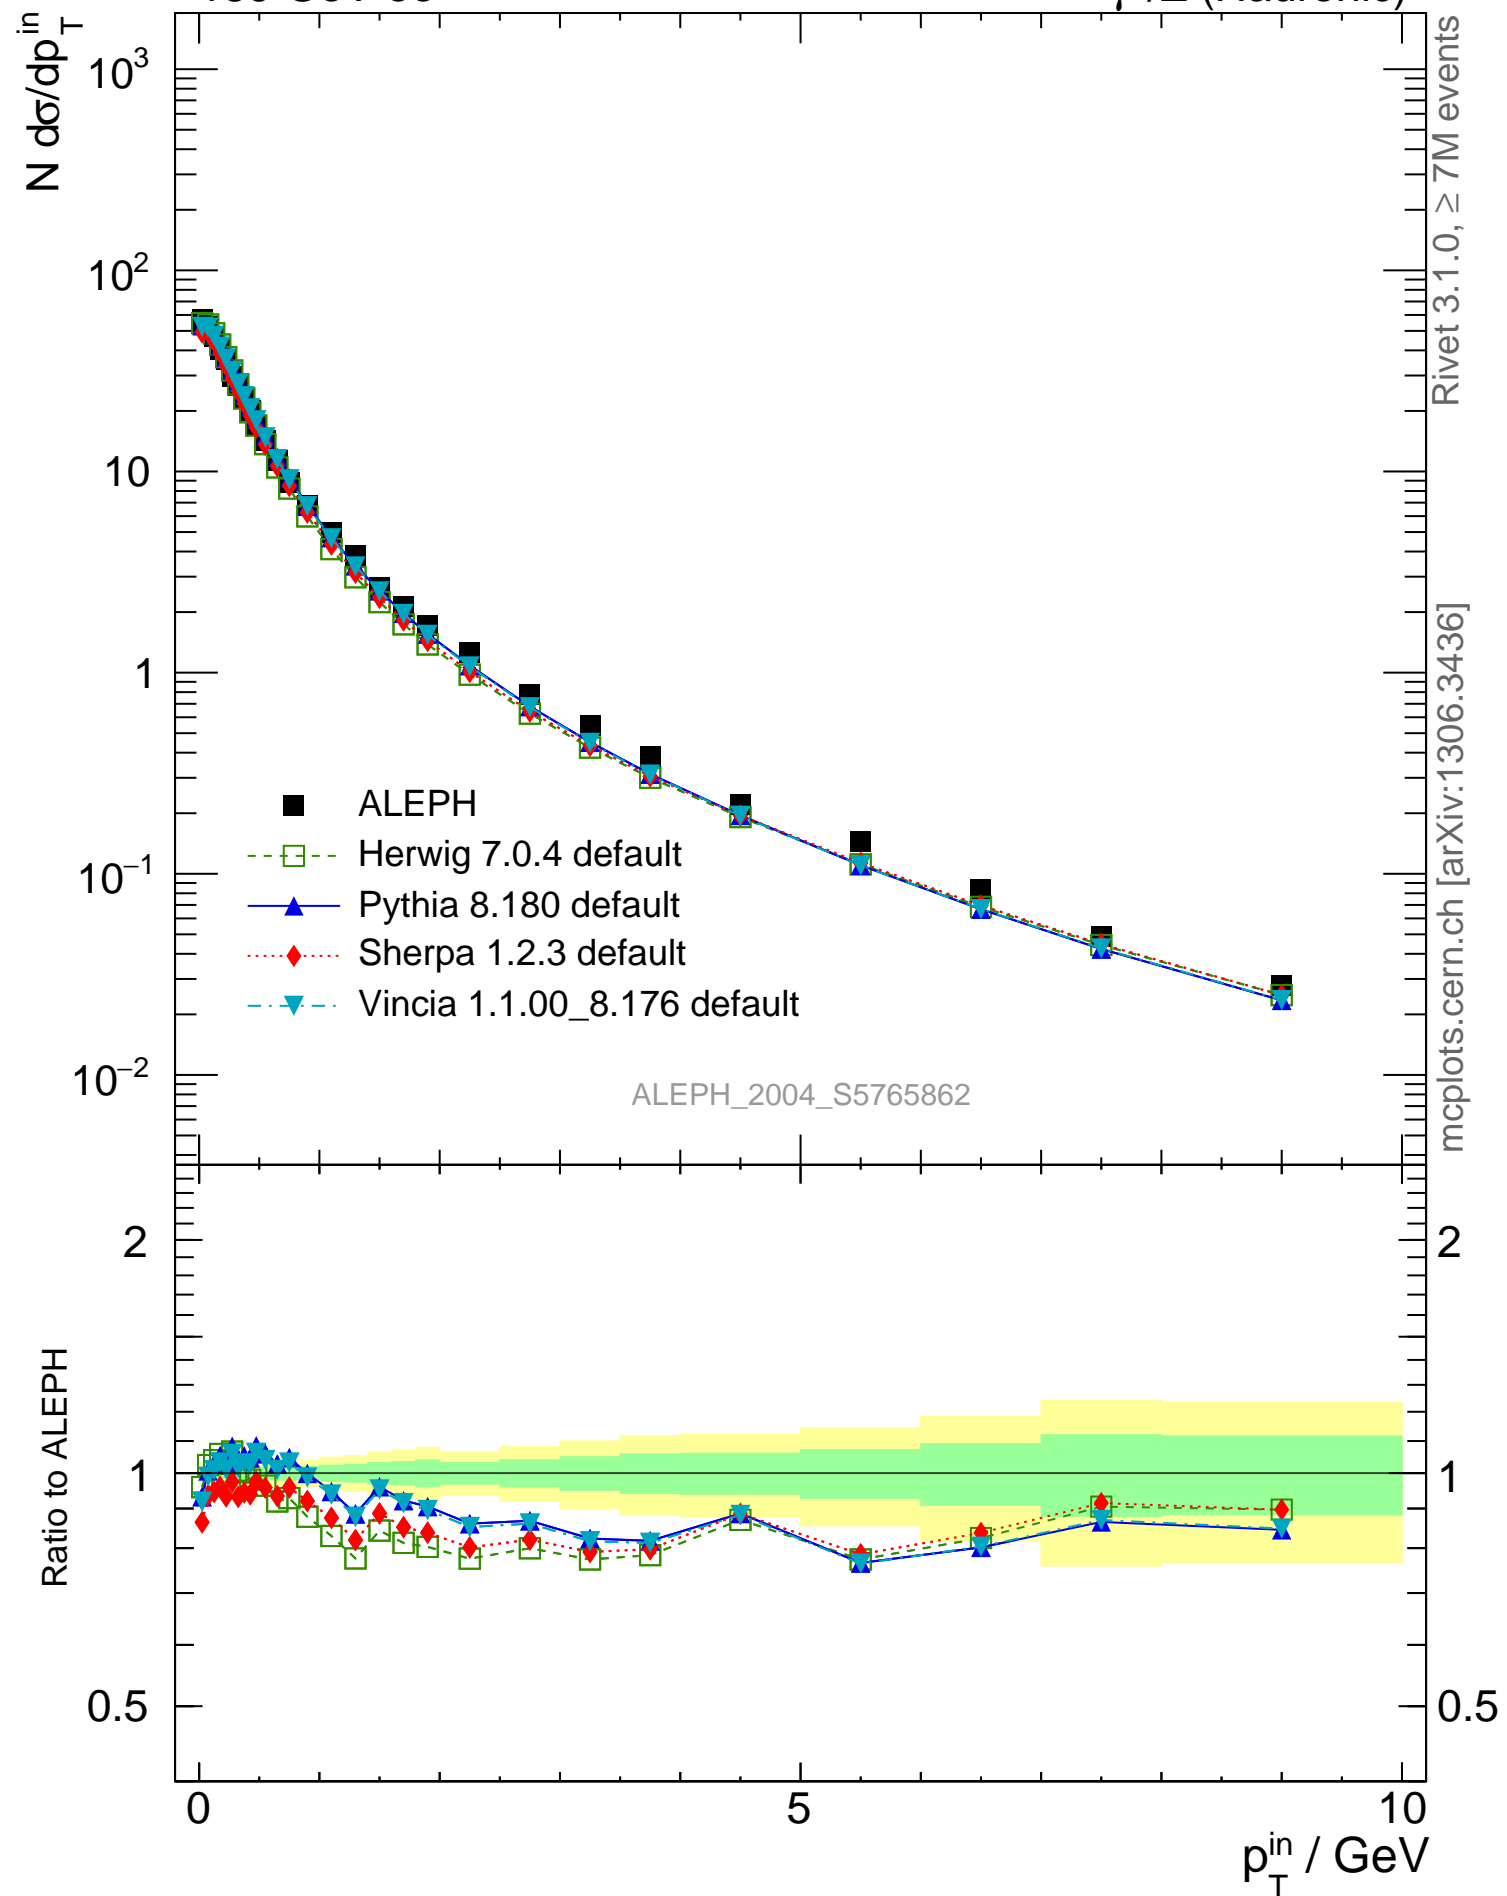 N dσ/dp_T^in
10^3
10^2
10
1
10^−1
10^−2
ALEPH
Herwig 7.0.4 default
Pythia 8.180 default
Sherpa 1.2.3 default
Vincia 1.1.00_8.176 default
ALEPH_2004_S5765862
Rivet 3.1.0, ≥ 7M events
mcplots.cern.ch [arXiv:1306.3436]
Ratio to ALEPH
2
1
0.5
2
1
0.5
0
5
10
p_T^in / GeV